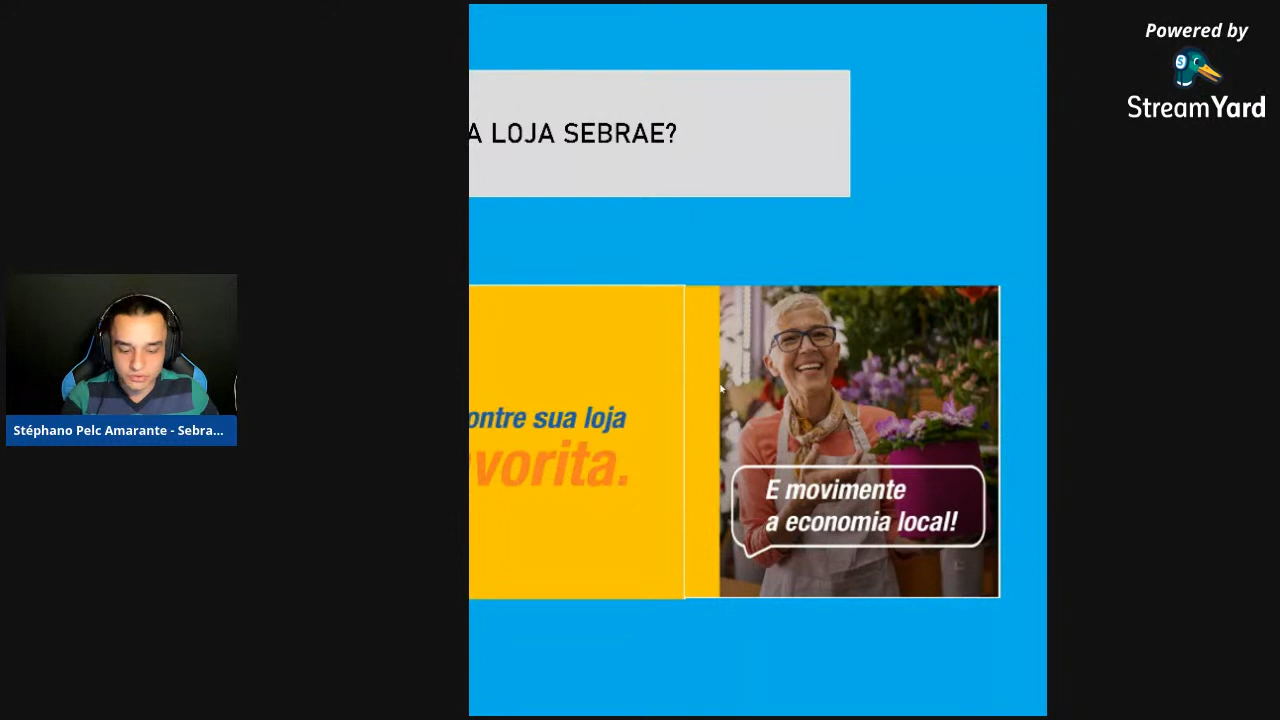 Powered by
StreamYard
A LOJA SEBRAE?
ontre sua loja
vorita.
E movimente
a economia local!
Stéphano Pelc Amarante - Sebra...